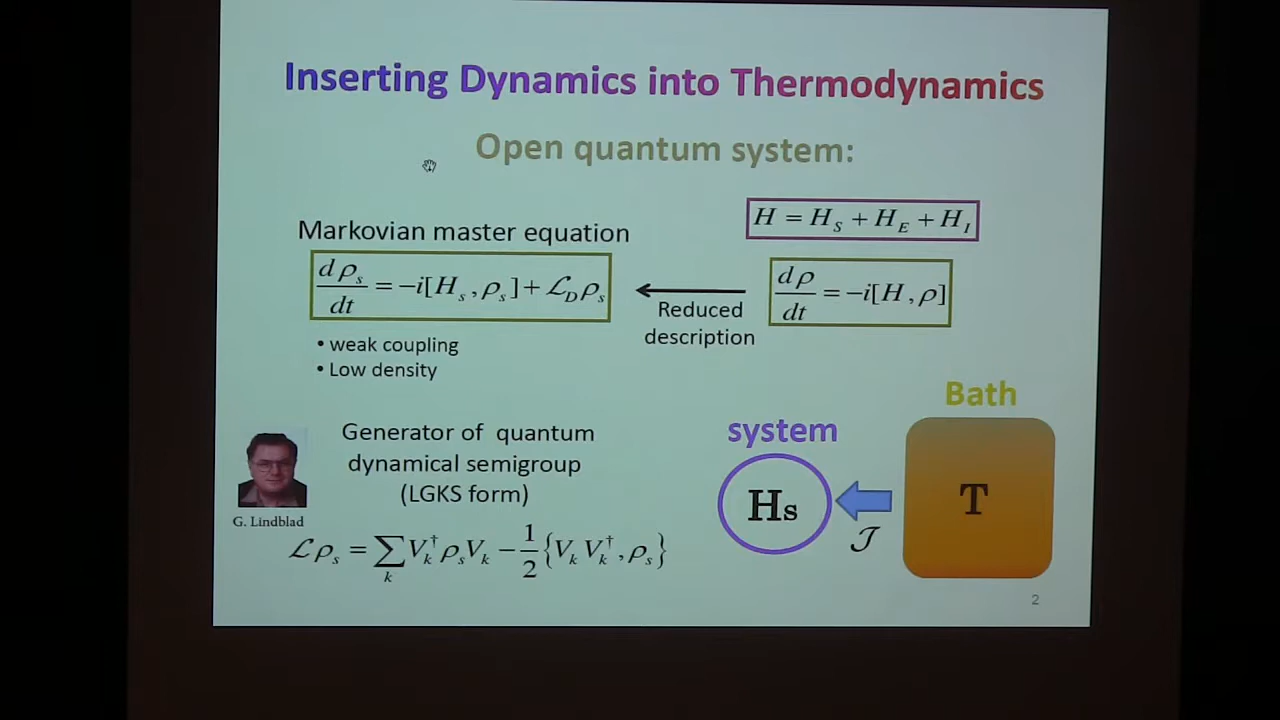 Inserting Dynamics into Thermodynamics
Open quantum system:
Markovian master equation
H = H_S + H_E + H_I
dρ_s/dt = −i[H_s, ρ_s] + ℒ_D ρ_s
dρ/dt = −i[H, ρ]
Reduced
description
• weak coupling
• Low density
Generator of quantum
dynamical semigroup
(LGKS form)
G. Lindblad
ℒρ_s = ∑_k V_k^† ρ_s V_k − 1/2 {V_k V_k^†, ρ_s}
Bath
system
Hs
T
𝒥
2